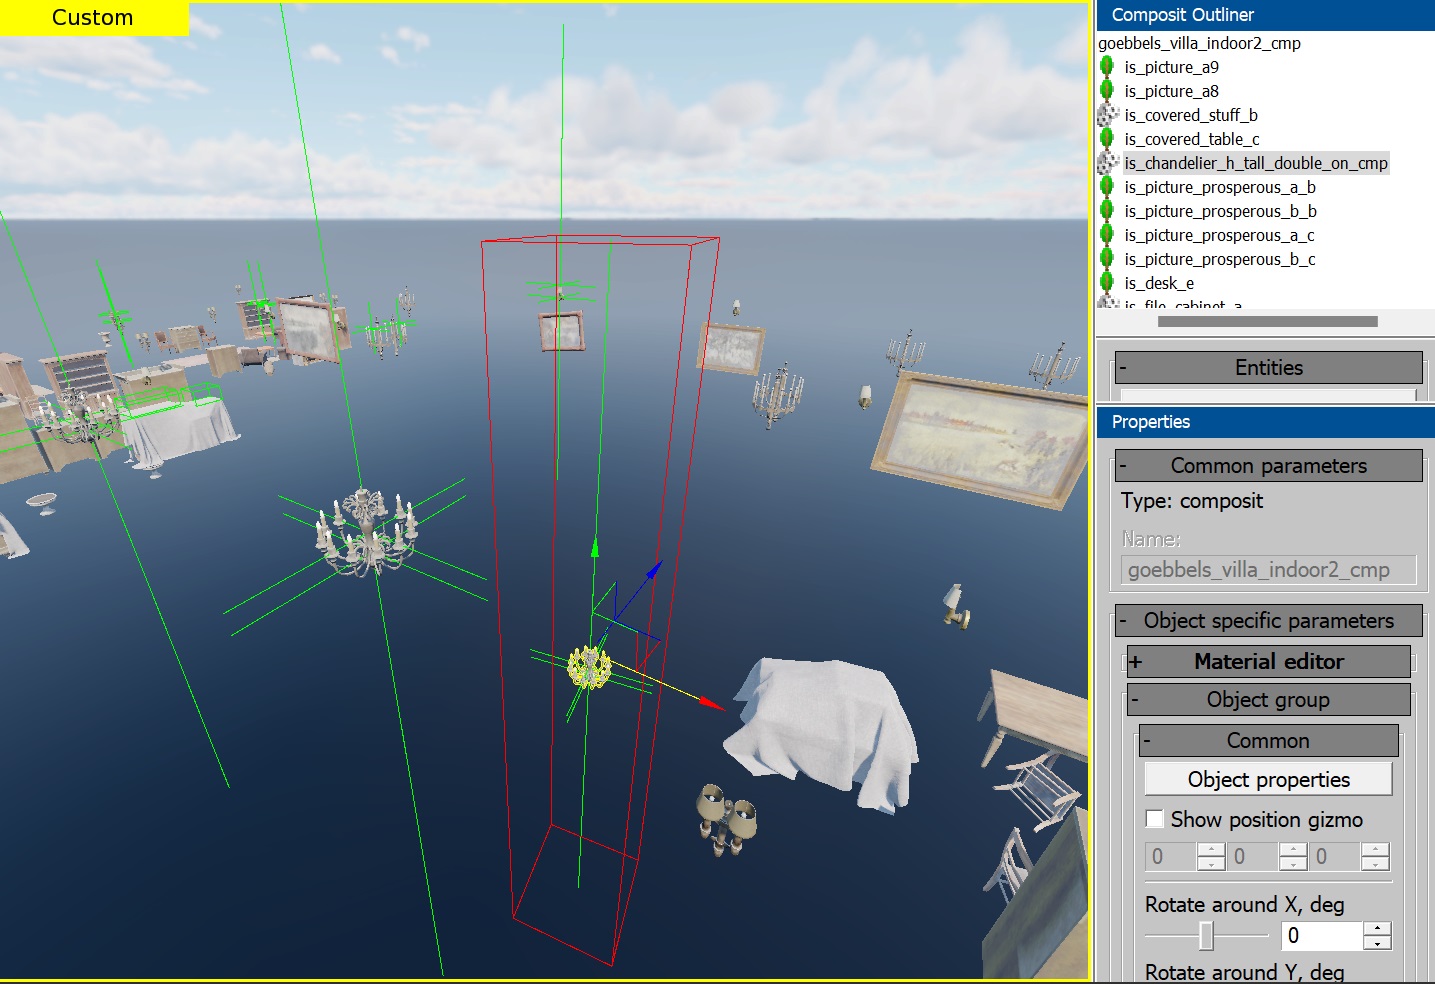 Custom
Composit Outliner
goebbels_villa_indoor2_cmp
is_picture_a9
is_picture_a8
is_covered_stuff_b
is_covered_table_c
is_chandelier_h_tall_double_on_cmp
is_picture_prosperous_a_b
is_picture_prosperous_b_b
is_picture_prosperous_a_c
is_picture_prosperous_b_c
is_desk_e
is_file_cabinet_a
- Entities
Properties
- Common parameters
Type: composit
Name:
goebbels_villa_indoor2_cmp
- Object specific parameters
+ Material editor
- Object group
- Common
Object properties
Show position gizmo
0 0 0
Rotate around X, deg
0
Rotate around Y, deg